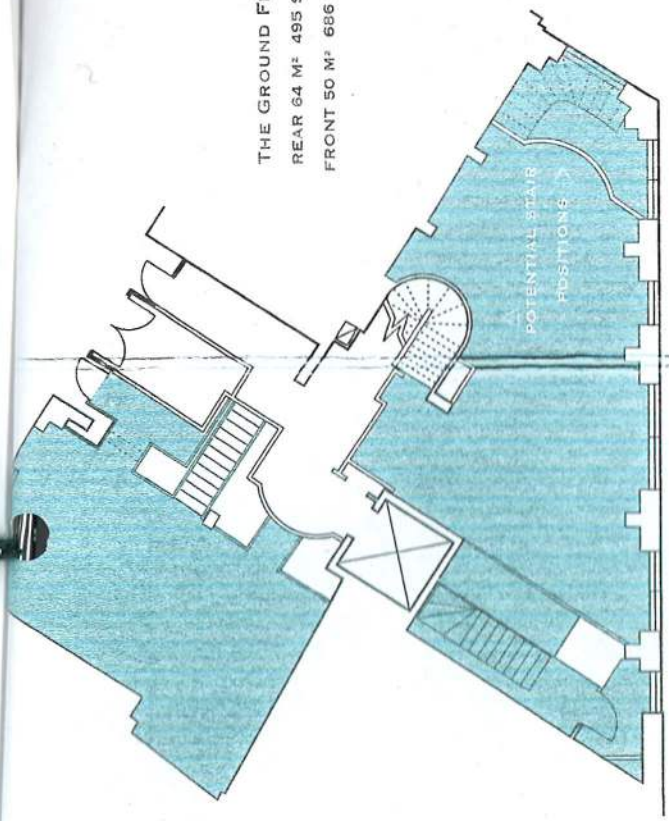 THE GROUND
REAR 64 M² 495
FRONT 50 M² 686
POTENTIAL STAIR
POSITIONS